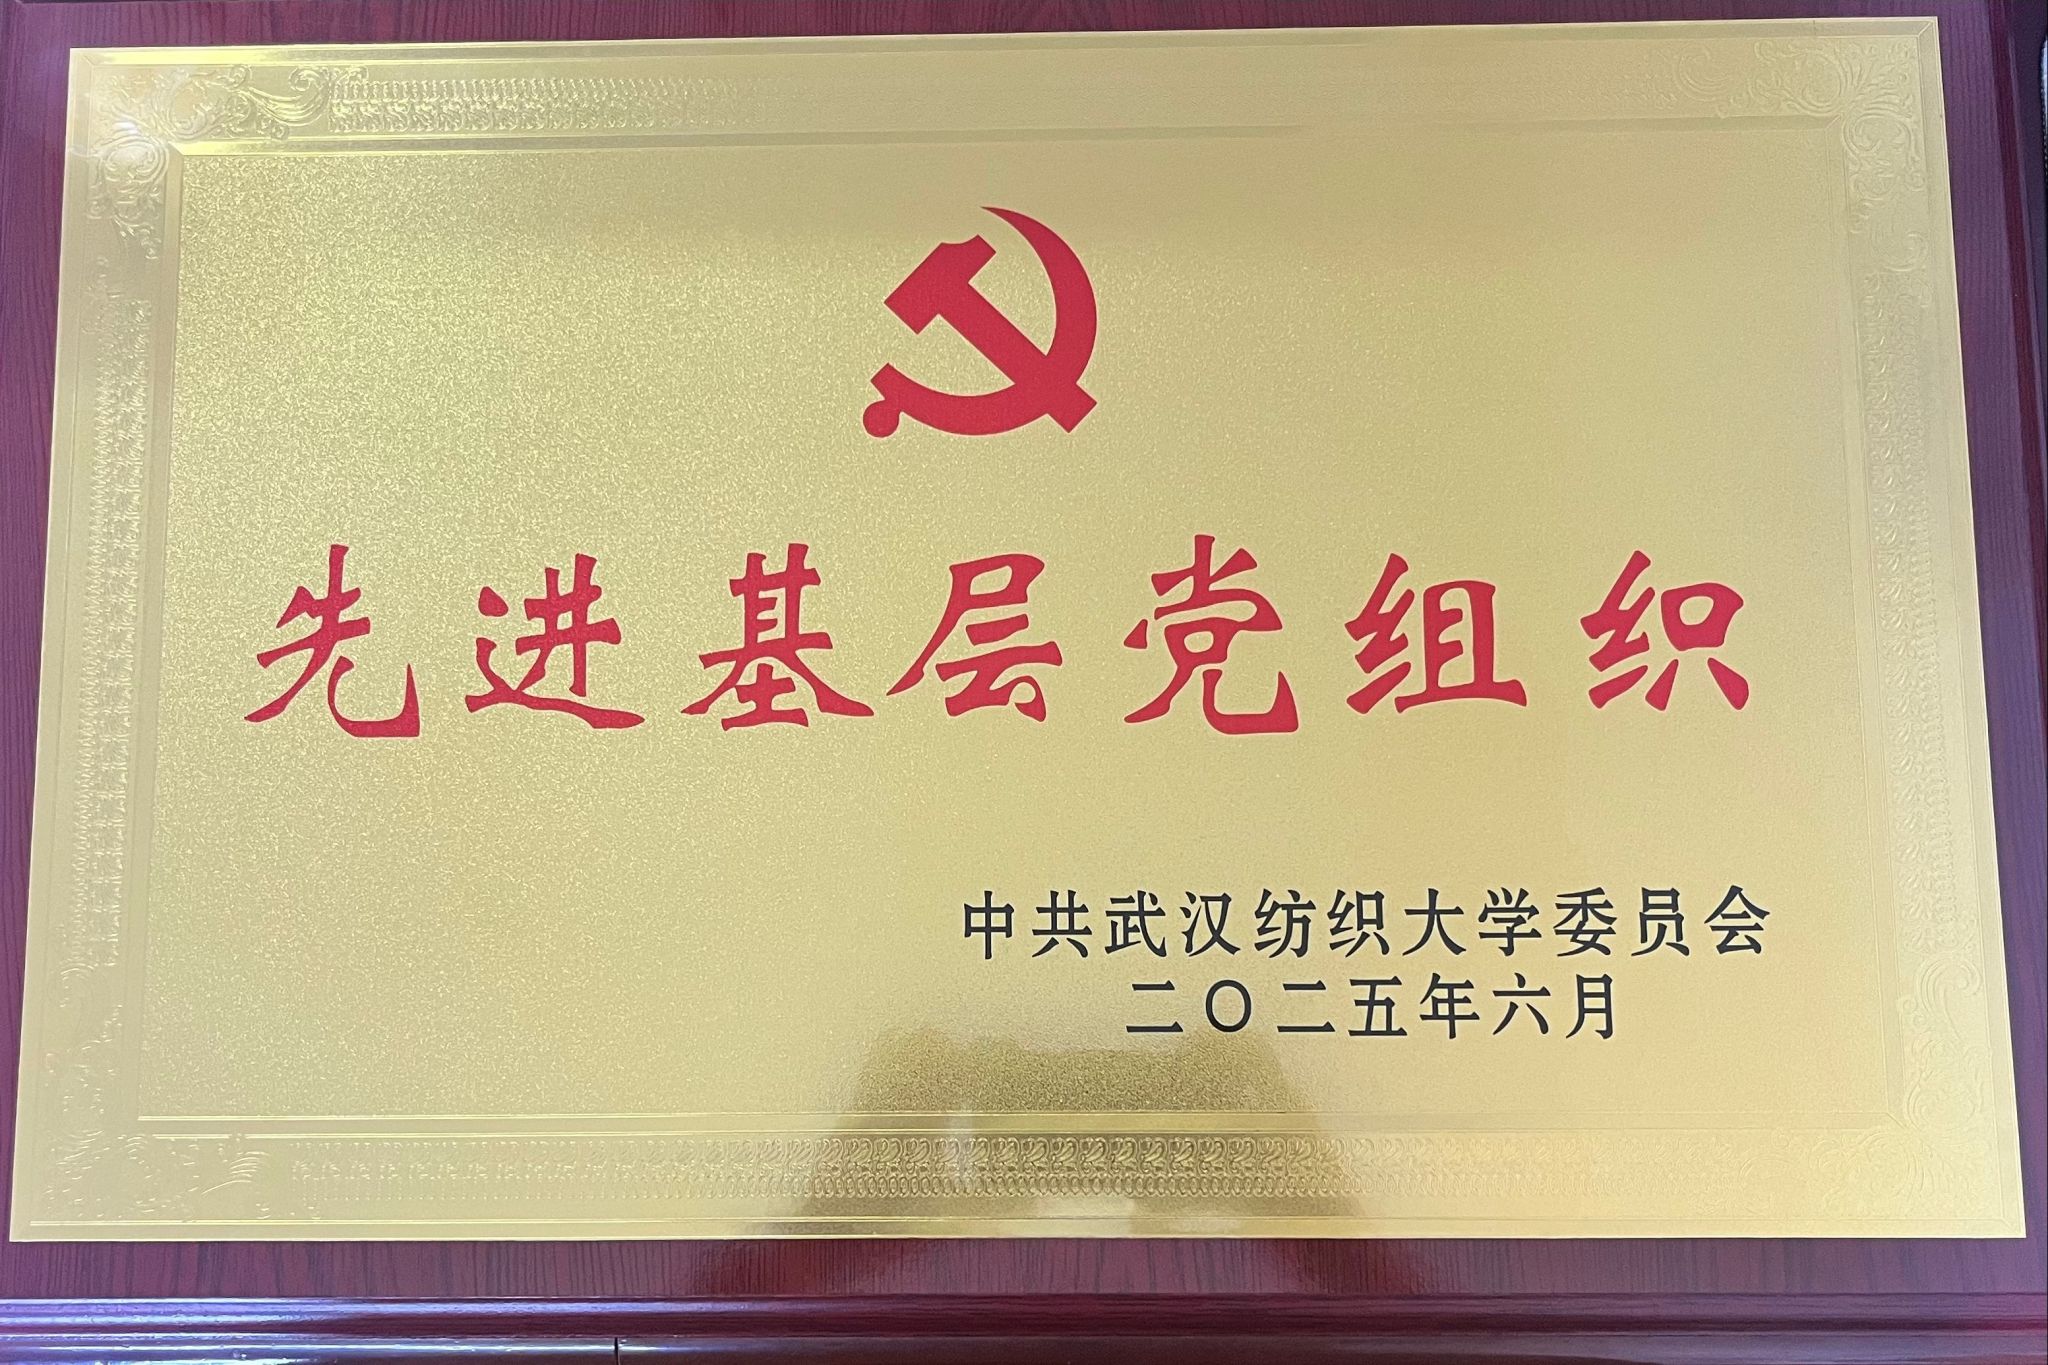 先进基层党组织
中共武汉纺织大学委员会
二〇二五年六月